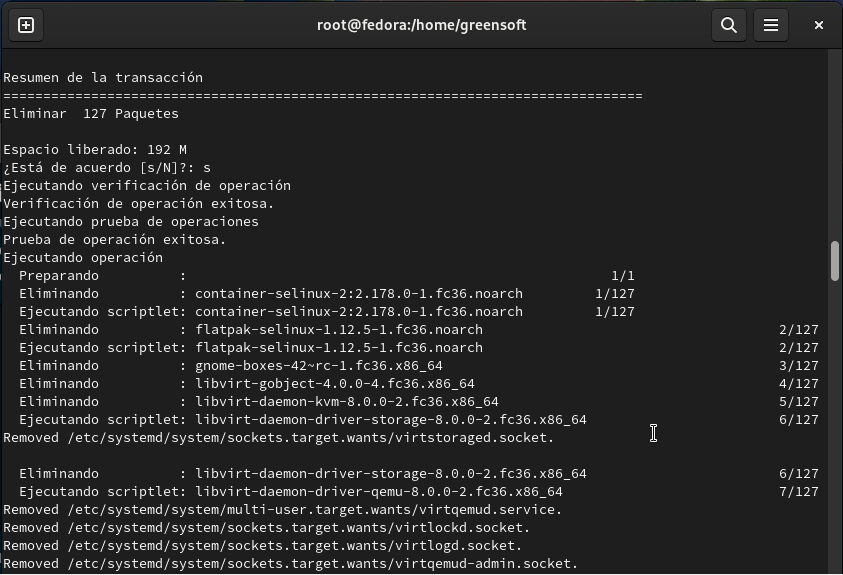 root@fedora:/home/greensoft
Resumen de la transacción
================================================================================
Eliminar  127 Paquetes
Espacio liberado: 192 M
¿Está de acuerdo [s/N]?: s
Ejecutando verificación de operación
Verificación de operación exitosa.
Ejecutando prueba de operaciones
Prueba de operación exitosa.
Ejecutando operación
  Preparando          :                                                     1/1
  Eliminando          : container-selinux-2:2.178.0-1.fc36.noarch         1/127
  Ejecutando scriptlet: container-selinux-2:2.178.0-1.fc36.noarch         1/127
  Eliminando          : flatpak-selinux-1.12.5-1.fc36.noarch                                     2/127
  Ejecutando scriptlet: flatpak-selinux-1.12.5-1.fc36.noarch                                     2/127
  Eliminando          : gnome-boxes-42~rc-1.fc36.x86_64                                          3/127
  Eliminando          : libvirt-gobject-4.0.0-4.fc36.x86_64                                      4/127
  Eliminando          : libvirt-daemon-kvm-8.0.0-2.fc36.x86_64                                   5/127
  Ejecutando scriptlet: libvirt-daemon-driver-storage-8.0.0-2.fc36.x86_64                        6/127
Removed /etc/systemd/system/sockets.target.wants/virtstoraged.socket.
  Eliminando          : libvirt-daemon-driver-storage-8.0.0-2.fc36.x86_64                        6/127
  Ejecutando scriptlet: libvirt-daemon-driver-qemu-8.0.0-2.fc36.x86_64                           7/127
Removed /etc/systemd/system/multi-user.target.wants/virtqemud.service.
Removed /etc/systemd/system/sockets.target.wants/virtlockd.socket.
Removed /etc/systemd/system/sockets.target.wants/virtlogd.socket.
Removed /etc/systemd/system/sockets.target.wants/virtqemud-admin.socket.